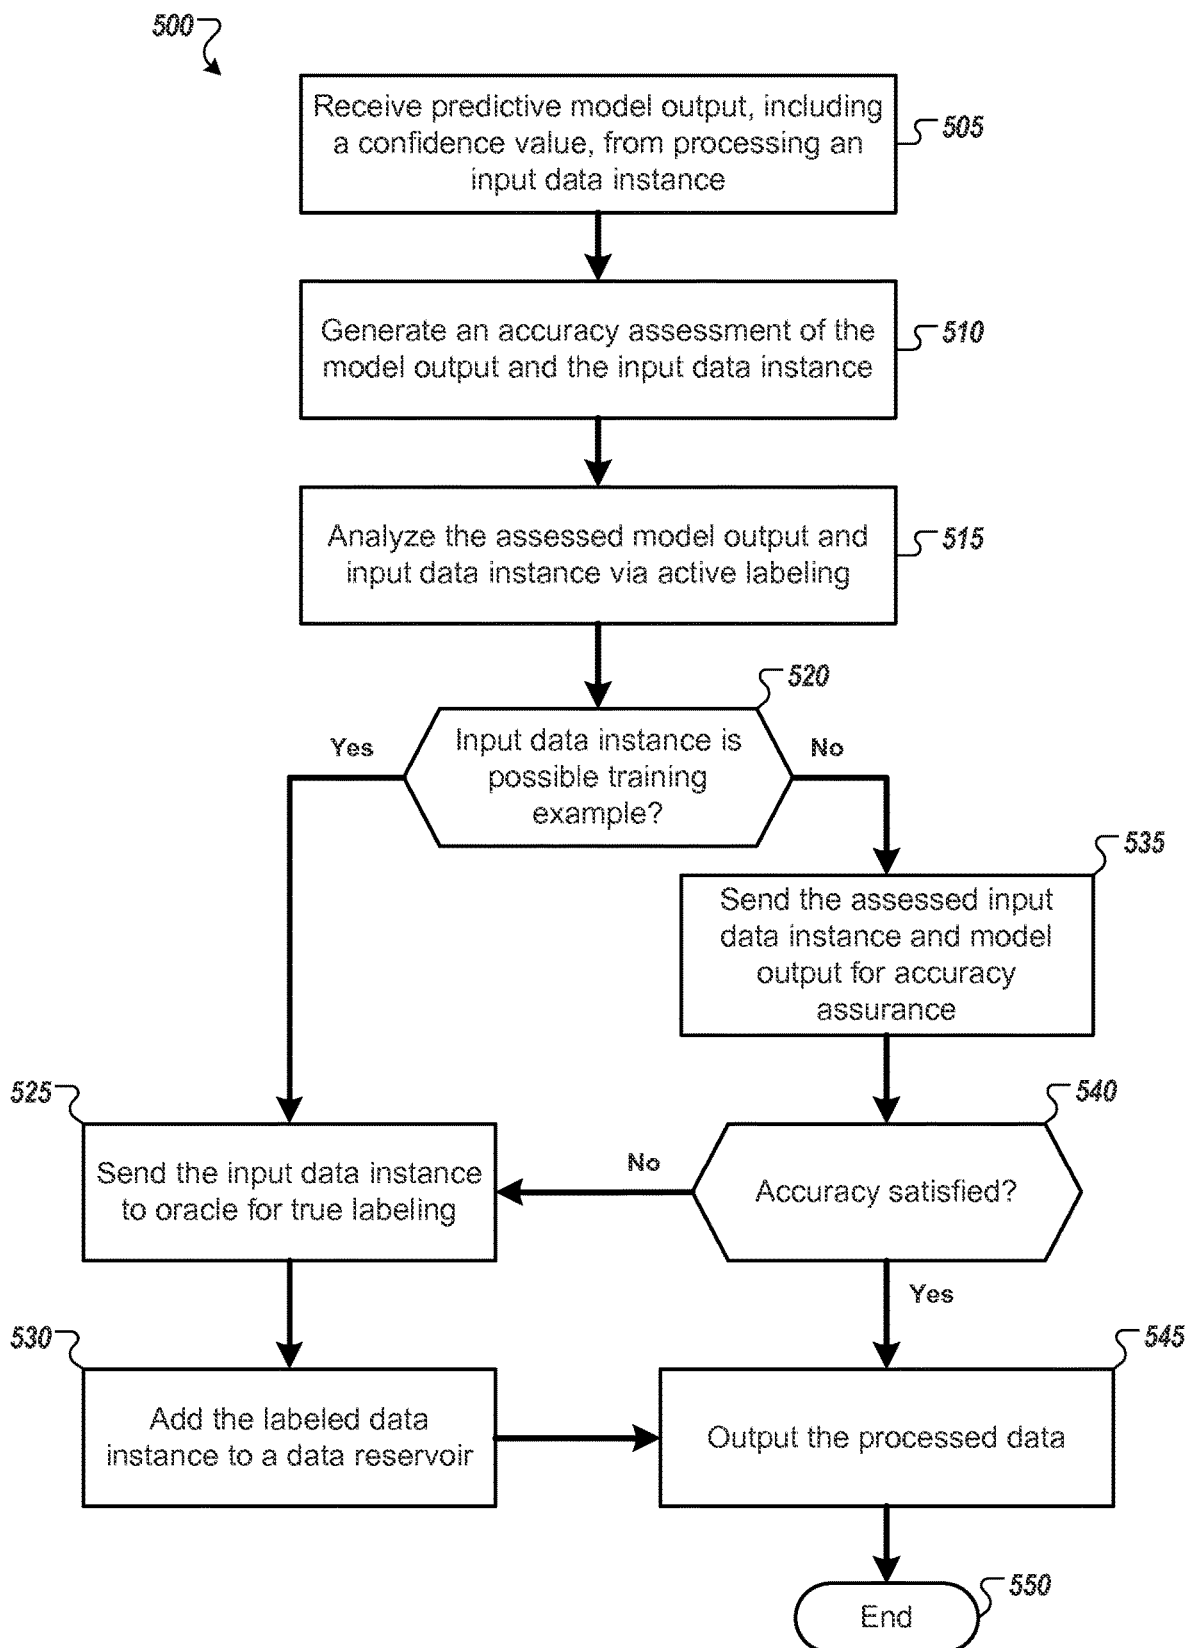 500
Receive predictive model output, including
a confidence value, from processing an
input data instance
505
Generate an accuracy assessment of the
model output and the input data instance
510
Analyze the assessed model output and
input data instance via active labeling
515
520
Yes
Input data instance is
possible training
example?
No
535
Send the assessed input
data instance and model
output for accuracy
assurance
525
Send the input data instance
to oracle for true labeling
No
540
Accuracy satisfied?
Yes
530
Add the labeled data
instance to a data reservoir
545
Output the processed data
550
End